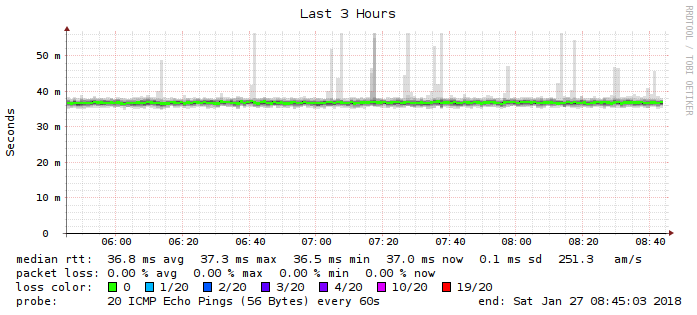 Last 3 Hours
RRDTOOL / TOBI OETIKER
Seconds
50 m
40 m
30 m
20 m
10 m
0
06:00 06:20 06:40 07:00 07:20 07:40 08:00 08:20 08:40
median rtt: 36.8 ms avg 37.3 ms max 36.5 ms min 37.0 ms now 0.1 ms sd 251.3 am/s
packet loss: 0.00 % avg 0.00 % max 0.00 % min 0.00 % now
loss color: 0 1/20 2/20 3/20 4/20 10/20 19/20
probe: 20 ICMP Echo Pings (56 Bytes) every 60s end: Sat Jan 27 08:45:03 2018